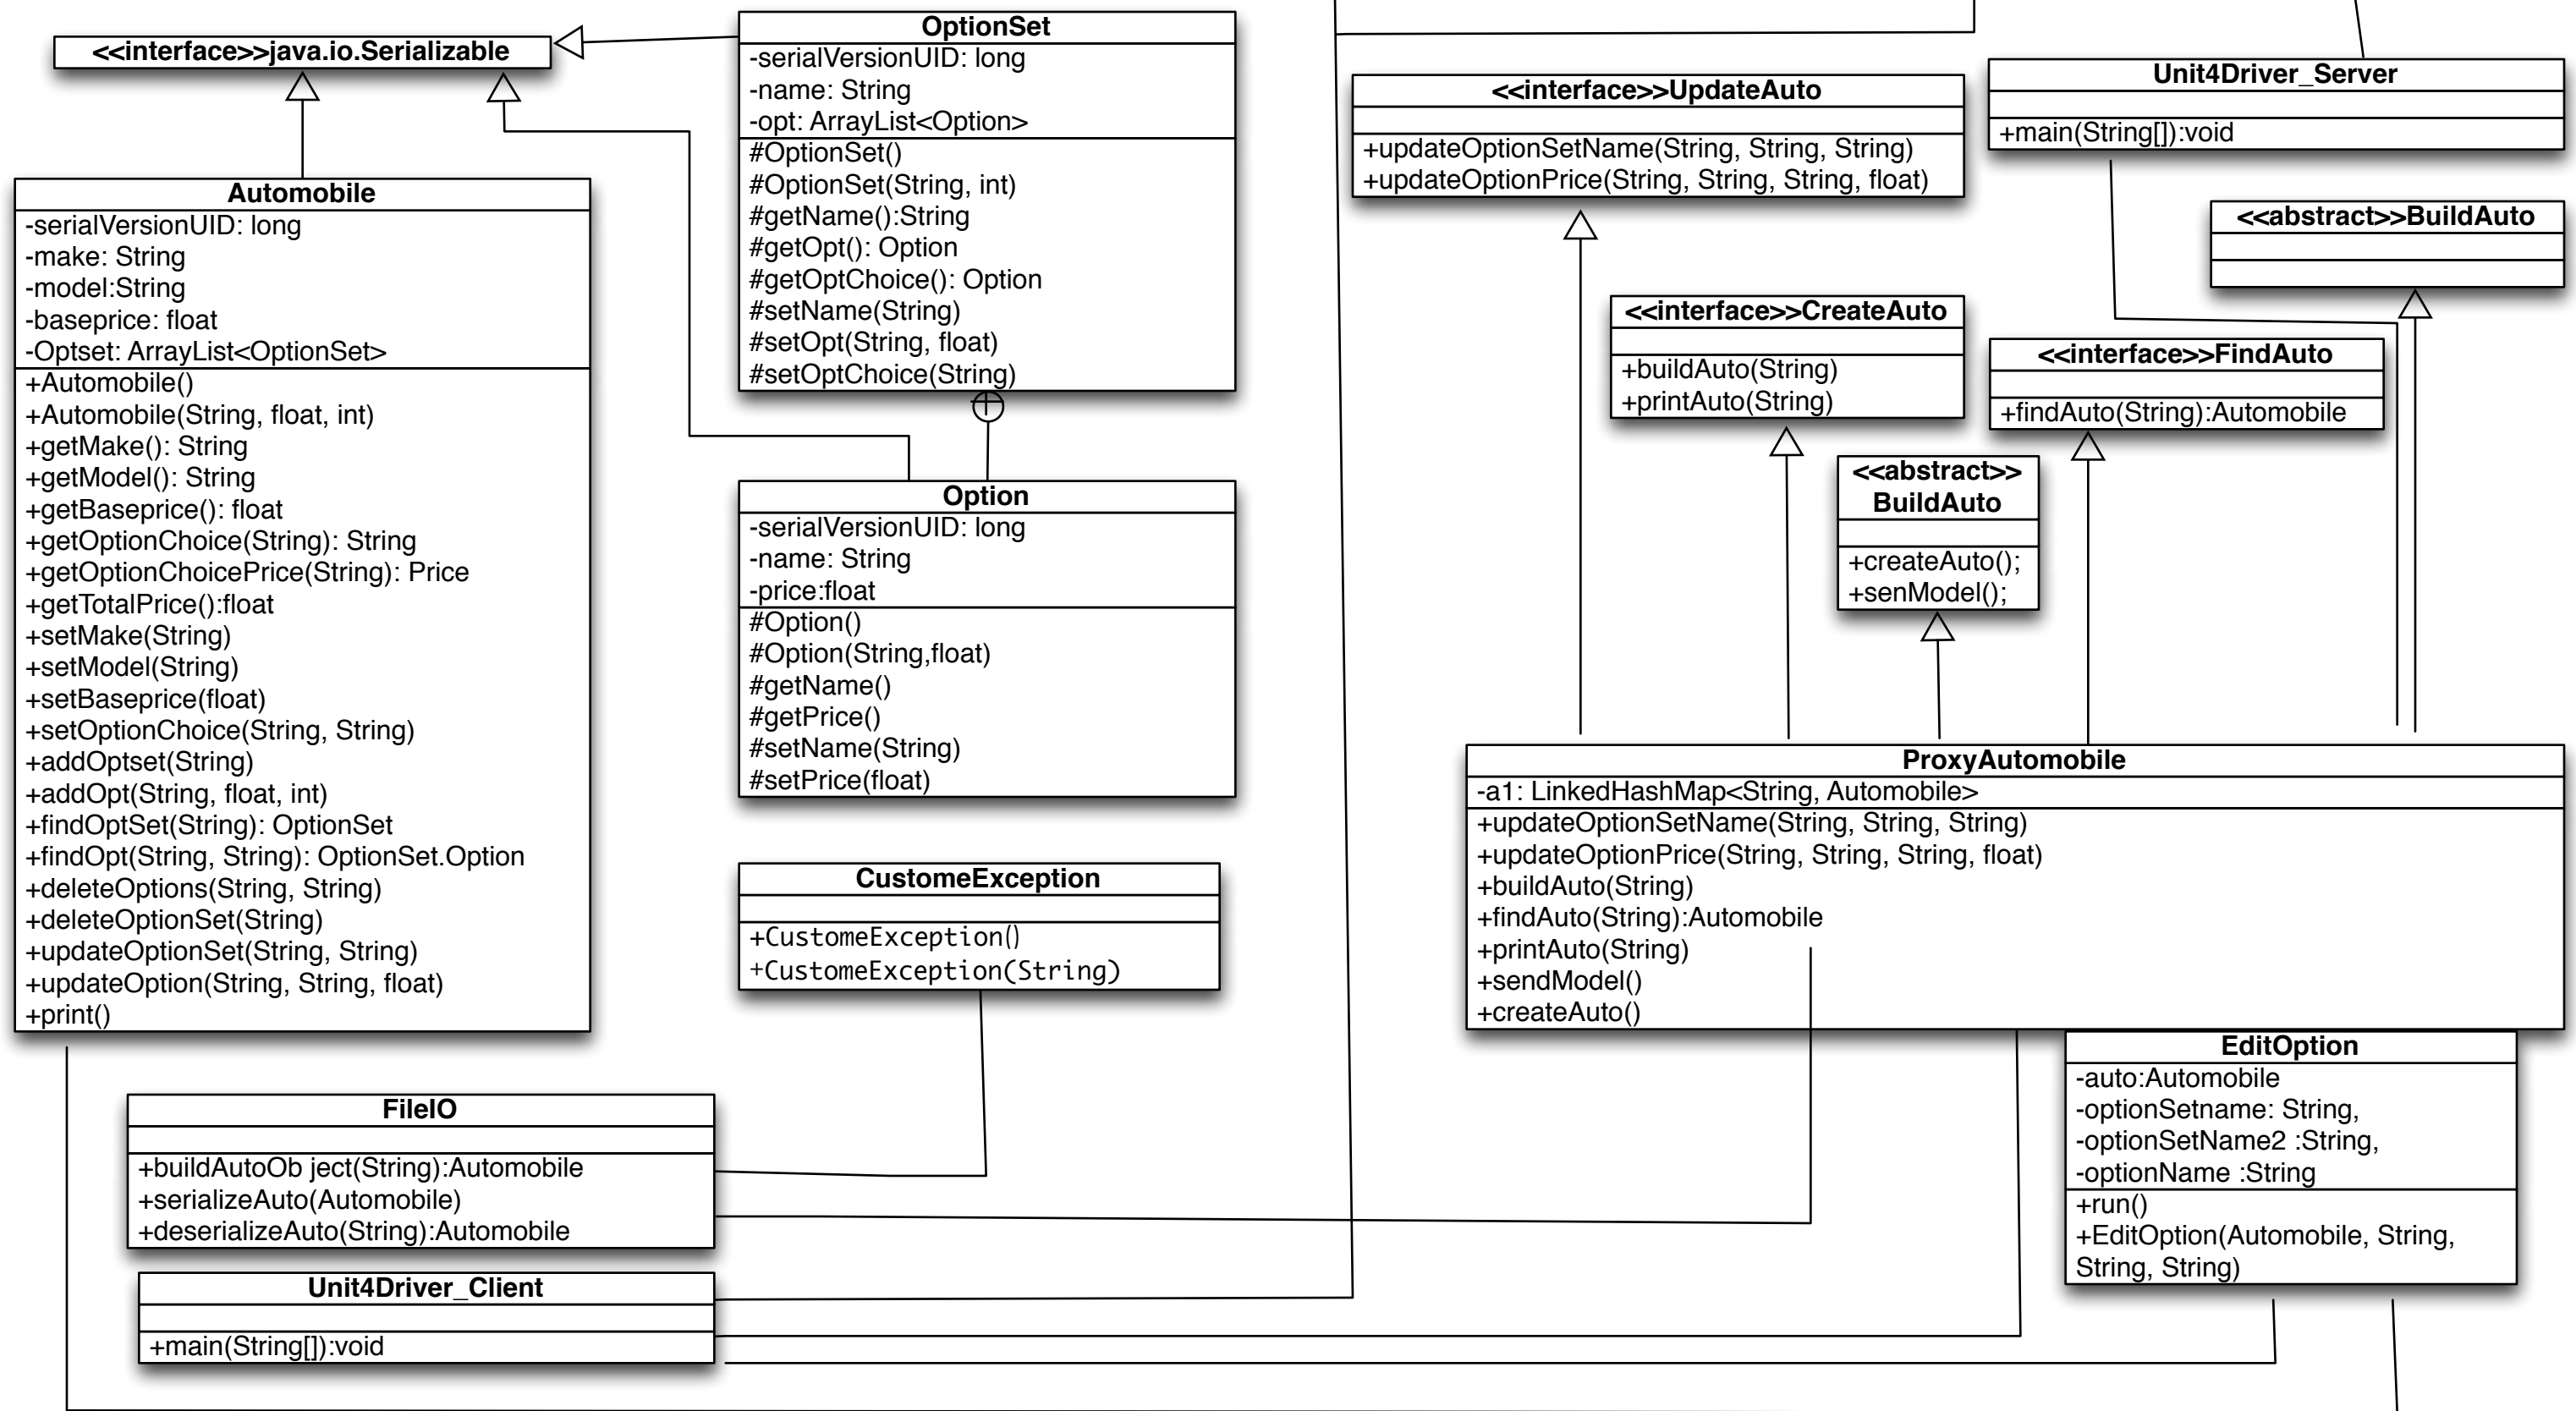 <<interface>>java.io.Serializable
OptionSet
-serialVersionUID: long
-name: String
-opt: ArrayList<Option>
#OptionSet()
#OptionSet(String, int)
#getName():String
#getOpt(): Option
#getOptChoice(): Option
#setName(String)
#setOpt(String, float)
#setOptChoice(String)
Automobile
-serialVersionUID: long
-make: String
-model:String
-baseprice: float
-Optset: ArrayList<OptionSet>
+Automobile()
+Automobile(String, float, int)
+getMake(): String
+getModel(): String
+getBaseprice(): float
+getOptionChoice(String): String
+getOptionChoicePrice(String): Price
+getTotalPrice():float
+setMake(String)
+setModel(String)
+setBaseprice(float)
+setOptionChoice(String, String)
+addOptset(String)
+addOpt(String, float, int)
+findOptSet(String): OptionSet
+findOpt(String, String): OptionSet.Option
+deleteOptions(String, String)
+deleteOptionSet(String)
+updateOptionSet(String, String)
+updateOption(String, String, float)
+print()
Option
-serialVersionUID: long
-name: String
-price:float
#Option()
#Option(String,float)
#getName()
#getPrice()
#setName(String)
#setPrice(float)
CustomeException
+CustomeException()
+CustomeException(String)
FileIO
+buildAutoOb ject(String):Automobile
+serializeAuto(Automobile)
+deserializeAuto(String):Automobile
Unit4Driver_Client
+main(String[]):void
<<interface>>UpdateAuto
+updateOptionSetName(String, String, String)
+updateOptionPrice(String, String, String, float)
Unit4Driver_Server
+main(String[]):void
<<abstract>>BuildAuto
<<interface>>CreateAuto
+buildAuto(String)
+printAuto(String)
<<interface>>FindAuto
+findAuto(String):Automobile
<<abstract>>
BuildAuto
+createAuto();
+senModel();
ProxyAutomobile
-a1: LinkedHashMap<String, Automobile>
+updateOptionSetName(String, String, String)
+updateOptionPrice(String, String, String, float)
+buildAuto(String)
+findAuto(String):Automobile
+printAuto(String)
+sendModel()
+createAuto()
EditOption
-auto:Automobile
-optionSetname: String,
-optionSetName2 :String,
-optionName :String
+run()
+EditOption(Automobile, String,
String, String)